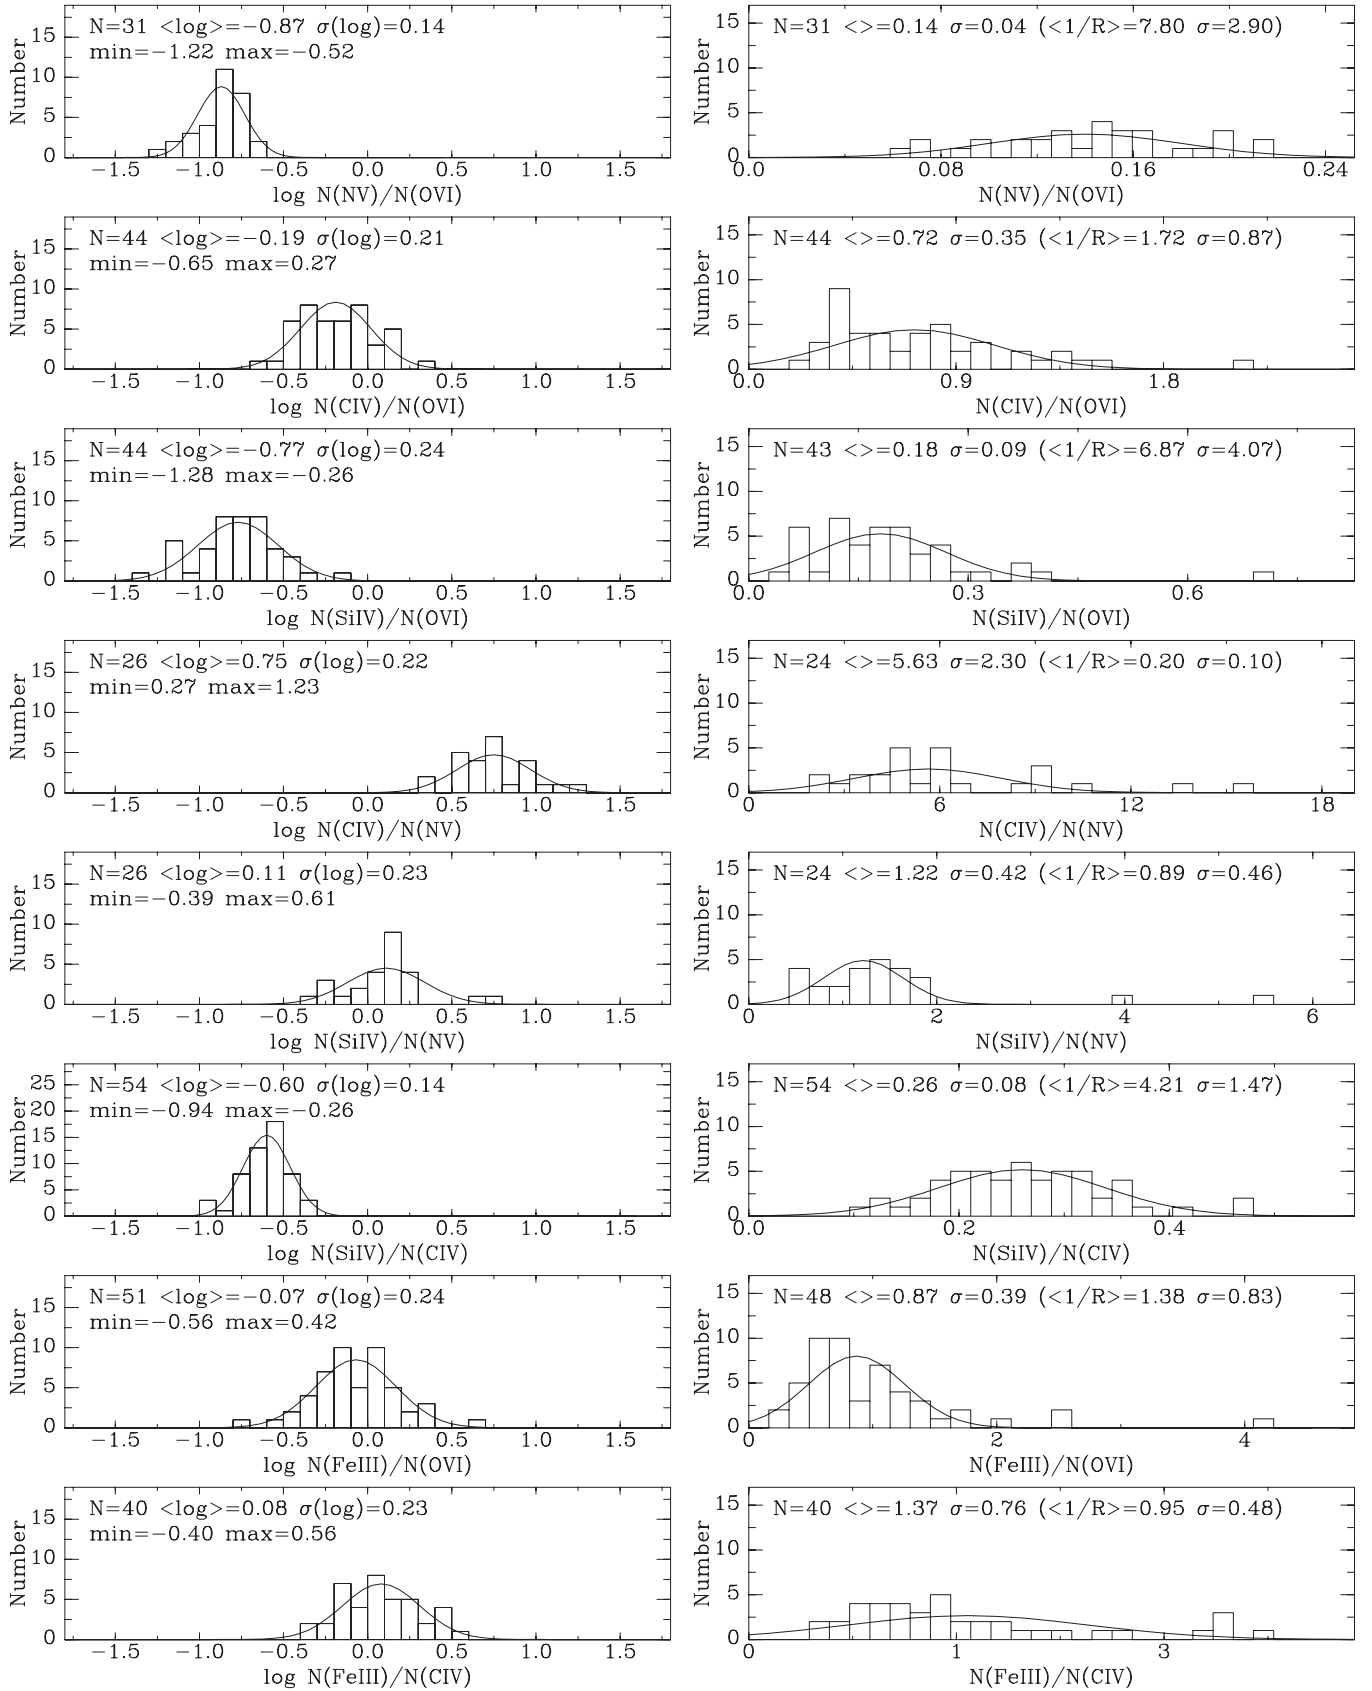 N=31 <log>=−0.87 σ(log)=0.14
min=−1.22 max=−0.52
Number
15
10
5
0
−1.5 −1.0 −0.5 0.0 0.5 1.0 1.5
log N(NV)/N(OVI)
N=31 <>=0.14 σ=0.04 (<1/R>=7.80 σ=2.90)
Number
15
10
5
0
0.0 0.08 0.16 0.24
N(NV)/N(OVI)
N=44 <log>=−0.19 σ(log)=0.21
min=−0.65 max=0.27
Number
15
10
5
0
−1.5 −1.0 −0.5 0.0 0.5 1.0 1.5
log N(CIV)/N(OVI)
N=44 <>=0.72 σ=0.35 (<1/R>=1.72 σ=0.87)
Number
15
10
5
0
0.0 0.9 1.8
N(CIV)/N(OVI)
N=44 <log>=−0.77 σ(log)=0.24
min=−1.28 max=−0.26
Number
15
10
5
0
−1.5 −1.0 −0.5 0.0 0.5 1.0 1.5
log N(SiIV)/N(OVI)
N=43 <>=0.18 σ=0.09 (<1/R>=6.87 σ=4.07)
Number
15
10
5
0
0.0 0.3 0.6
N(SiIV)/N(OVI)
N=26 <log>=0.75 σ(log)=0.22
min=0.27 max=1.23
Number
15
10
5
0
−1.5 −1.0 −0.5 0.0 0.5 1.0 1.5
log N(CIV)/N(NV)
N=24 <>=5.63 σ=2.30 (<1/R>=0.20 σ=0.10)
Number
15
10
5
0
0 6 12 18
N(CIV)/N(NV)
N=26 <log>=0.11 σ(log)=0.23
min=−0.39 max=0.61
Number
15
10
5
0
−1.5 −1.0 −0.5 0.0 0.5 1.0 1.5
log N(SiIV)/N(NV)
N=24 <>=1.22 σ=0.42 (<1/R>=0.89 σ=0.46)
Number
15
10
5
0
0 2 4 6
N(SiIV)/N(NV)
N=54 <log>=−0.60 σ(log)=0.14
min=−0.94 max=−0.26
Number
25
20
15
10
5
0
−1.5 −1.0 −0.5 0.0 0.5 1.0 1.5
log N(SiIV)/N(CIV)
N=54 <>=0.26 σ=0.08 (<1/R>=4.21 σ=1.47)
Number
15
10
5
0
0.0 0.2 0.4
N(SiIV)/N(CIV)
N=51 <log>=−0.07 σ(log)=0.24
min=−0.56 max=0.42
Number
15
10
5
0
−1.5 −1.0 −0.5 0.0 0.5 1.0 1.5
log N(FeIII)/N(OVI)
N=48 <>=0.87 σ=0.39 (<1/R>=1.38 σ=0.83)
Number
15
10
5
0
0 2 4
N(FeIII)/N(OVI)
N=40 <log>=0.08 σ(log)=0.23
min=−0.40 max=0.56
Number
15
10
5
0
−1.5 −1.0 −0.5 0.0 0.5 1.0 1.5
log N(FeIII)/N(CIV)
N=40 <>=1.37 σ=0.76 (<1/R>=0.95 σ=0.48)
Number
15
10
5
0
0 1 3
N(FeIII)/N(CIV)